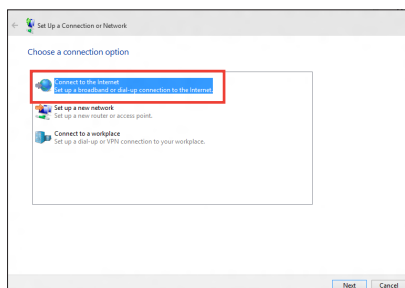 Set Up a Connection or Network
Choose a connection option
Connect to the Internet
Set up a broadband or dial-up connection to the Internet.
Set up a new network
Set up a new router or access point.
Connect to a workplace
Set up a dial-up or VPN connection to your workplace.
Next Cancel